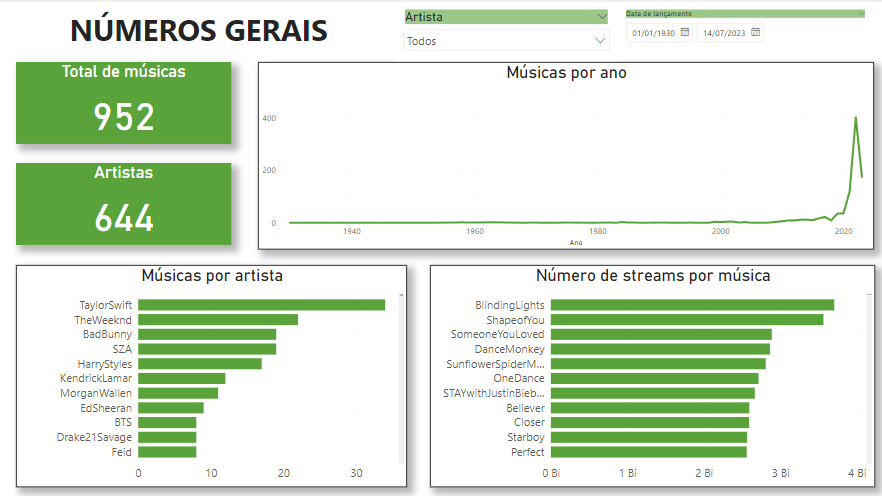 NÚMEROS GERAIS
Artista
Todos
Data de lançamento
01/01/1930
14/07/2023
Total de músicas
952
Artistas
644
Músicas por ano
400
200
0
1940
1960
1980
2000
2020
Ano
Músicas por artista
TaylorSwift
TheWeeknd
BadBunny
SZA
HarryStyles
KendrickLamar
MorganWallen
EdSheeran
BTS
Drake21Savage
Feid
0
10
20
30
Número de streams por música
BlindingLights
ShapeofYou
SomeoneYouLoved
DanceMonkey
SunflowerSpiderM...
OneDance
STAYwithJustinBieb...
Believer
Closer
Starboy
Perfect
0 Bi
1 Bi
2 Bi
3 Bi
4 Bi